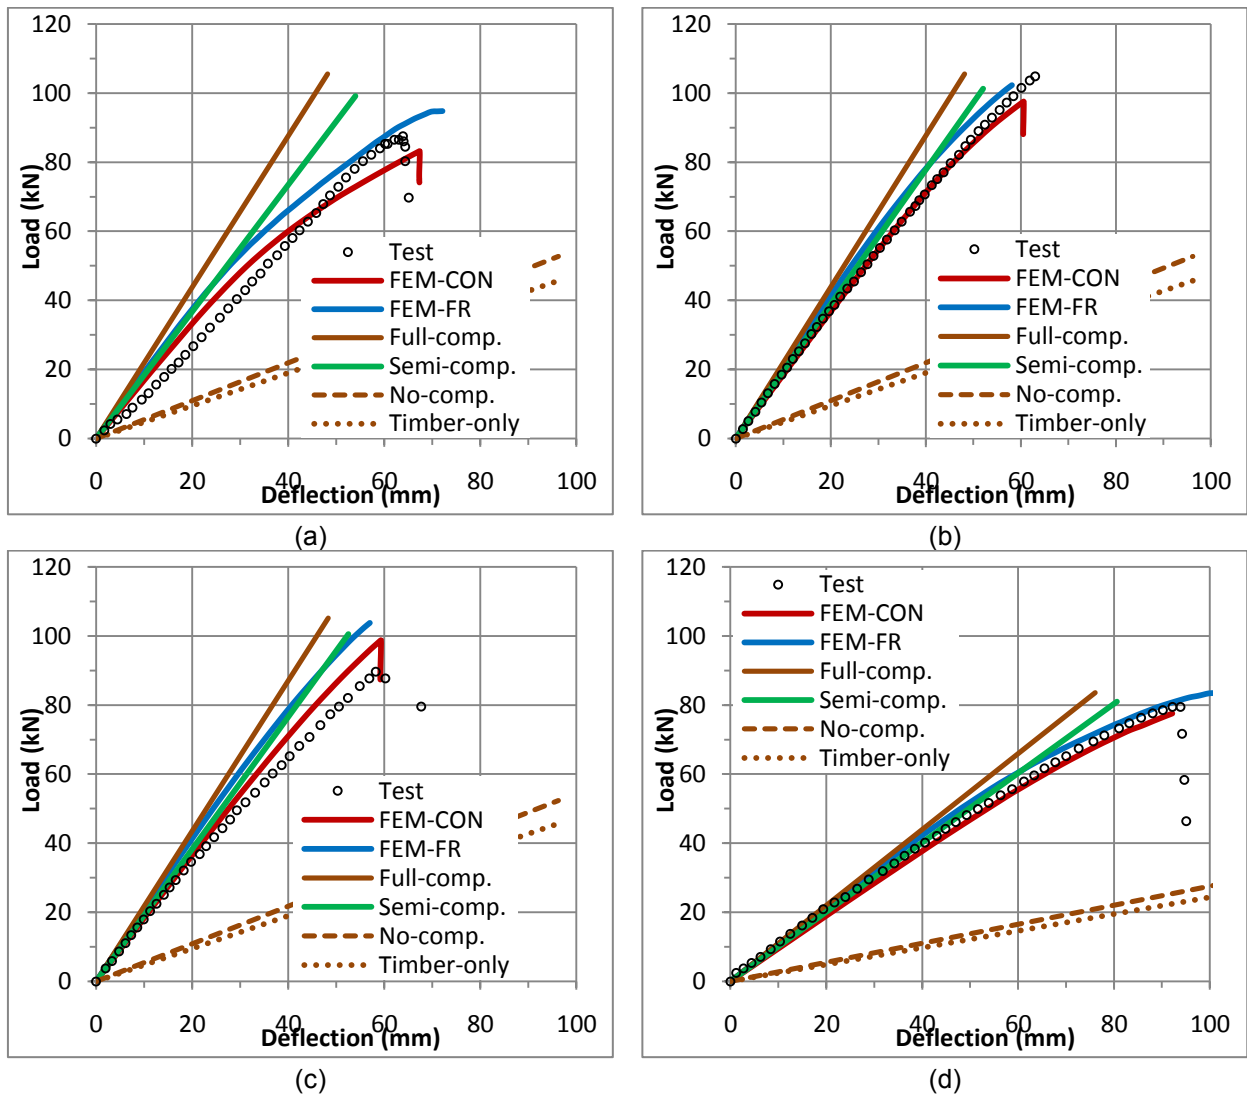 120
100
80
60
40
20
0
Load (kN)
Test
FEM-CON
FEM-FR
Full-comp.
Semi-comp.
No-comp.
Timber-only
0 20 40 60 80 100
Deflection (mm)
(a)
120
100
80
60
40
20
0
Load (kN)
Test
FEM-CON
FEM-FR
Full-comp.
Semi-comp.
No-comp.
Timber-only
0 20 40 60 80 100
Deflection (mm)
(b)
120
100
80
60
40
20
0
Load (kN)
Test
FEM-CON
FEM-FR
Full-comp.
Semi-comp.
No-comp.
Timber-only
0 20 40 60 80 100
Deflection (mm)
(c)
120
100
80
60
40
20
0
Load (kN)
Test
FEM-CON
FEM-FR
Full-comp.
Semi-comp.
No-comp.
Timber-only
0 20 40 60 80 100
Deflection (mm)
(d)